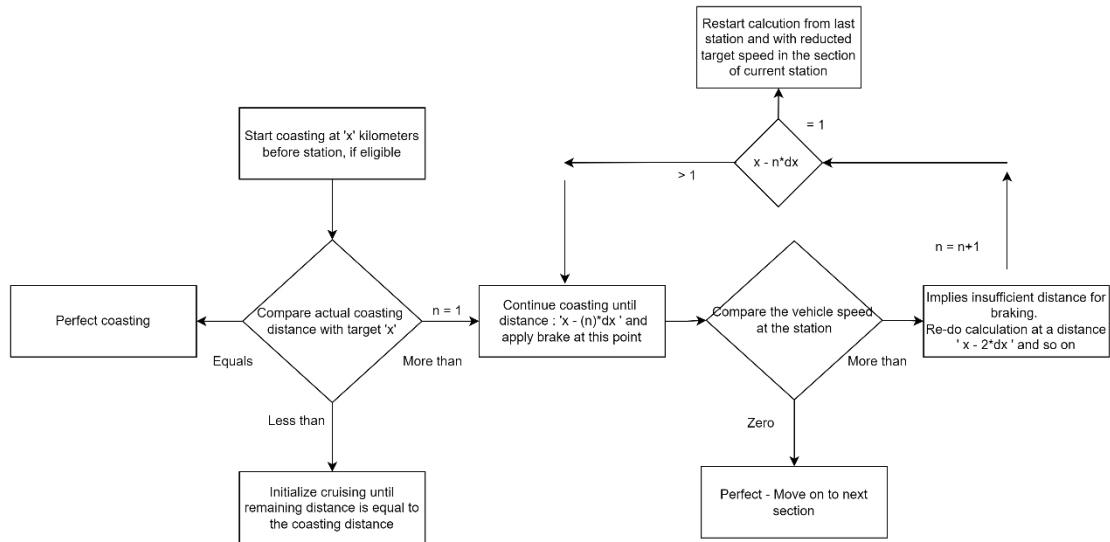 Restart calcution from last
station and with reducted
target speed in the section
of current station
Start coasting at 'x' kilometers
before station, if eligible
= 1
x - n*dx
> 1
n = n+1
Perfect coasting
Compare actual coasting
distance with target 'x'
n = 1
Continue coasting until
distance : 'x - (n)*dx ' and
apply brake at this point
Compare the vehicle speed
at the station
Implies insufficient distance for
braking.
Re-do calculation at a distance
' x - 2*dx ' and so on
Equals
More than
More than
Less than
Zero
Initialize cruising until
remaining distance is equal to
the coasting distance
Perfect - Move on to next
section